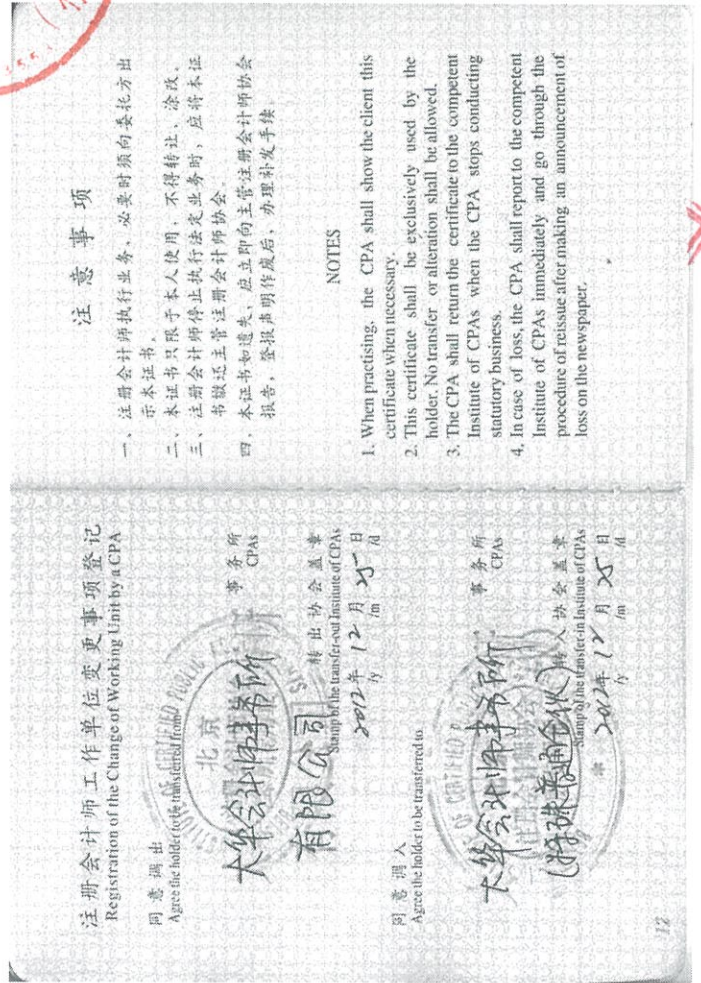 注册会计师工作单位变更事项登记
Registration of the Change of Working Unit by a CPA
同意调出
Agree the holder to be transferred from
北京
大华会计师事务所
有限公司
事务所
CPAs
转出协会盖章
Stamp of the transfer-out Institute of CPAs
2012年 12月 25日
/y /m /d
同意调入
Agree the holder to be transferred to
大华会计师事务所
(特殊普通合伙)
事务所
CPAs
转入协会盖章
Stamp of the transfer-in Institute of CPAs
2012年 12月 25日
/y /m /d
12
注意事项
一、注册会计师执行业务,必要时须向委托方出
示本证书。
二、本证书只限于本人使用,不得转让、涂改。
三、注册会计师停止执行法定业务时,应将本证
书缴还主管注册会计师协会。
四、本证书如遗失,应立即向主管注册会计师协会
报告,登报声明作废后,办理补发手续。
NOTES
1. When practising, the CPA shall show the client this
certificate when necessary.
2. This certificate shall be exclusively used by the
holder. No transfer or alteration shall be allowed.
3. The CPA shall return the certificate to the competent
Institute of CPAs when the CPA stops conducting
statutory business.
4. In case of loss, the CPA shall report to the competent
Institute of CPAs immediately and go through the
procedure of reissue after making an announcement of
loss on the newspaper.